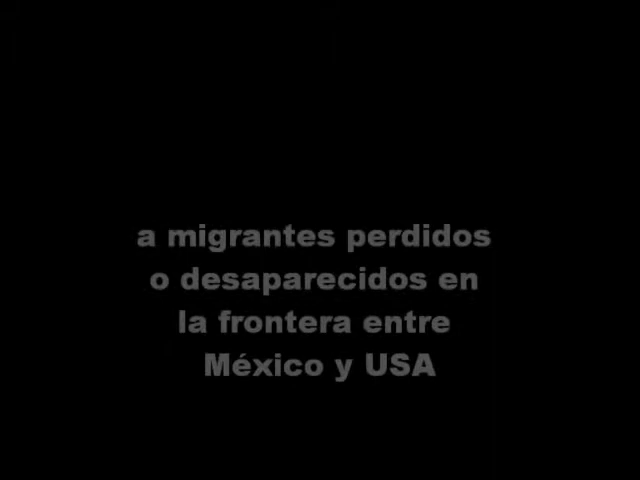 a migrantes perdidos
o desaparecidos en
la frontera entre
México y USA